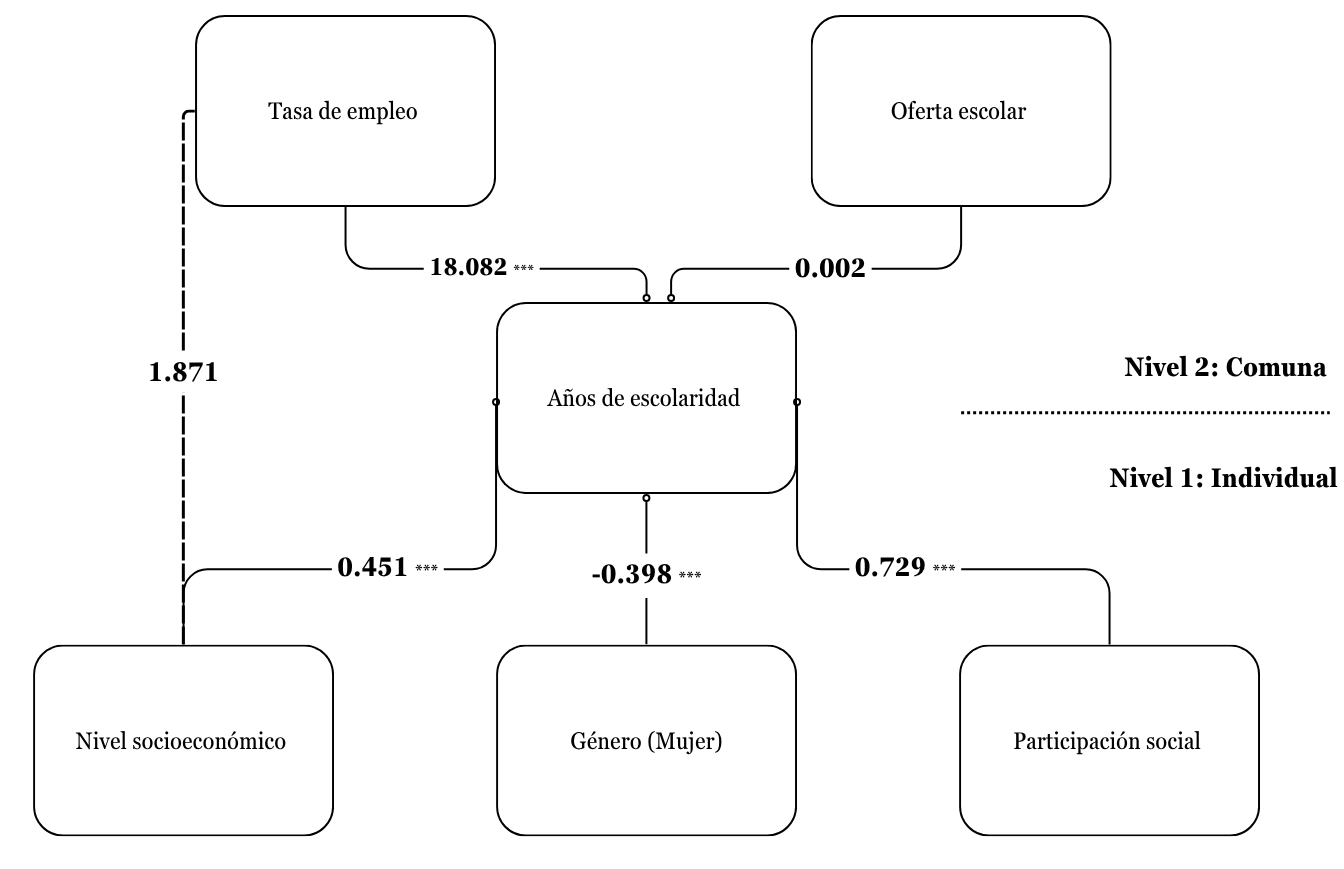 Tasa de empleo
Oferta escolar
18.082 ***
0.002
Años de escolaridad
1.871
Nivel 2: Comuna
Nivel 1: Individual
0.451 ***
-0.398 ***
0.729 ***
Nivel socioeconómico
Género (Mujer)
Participación social